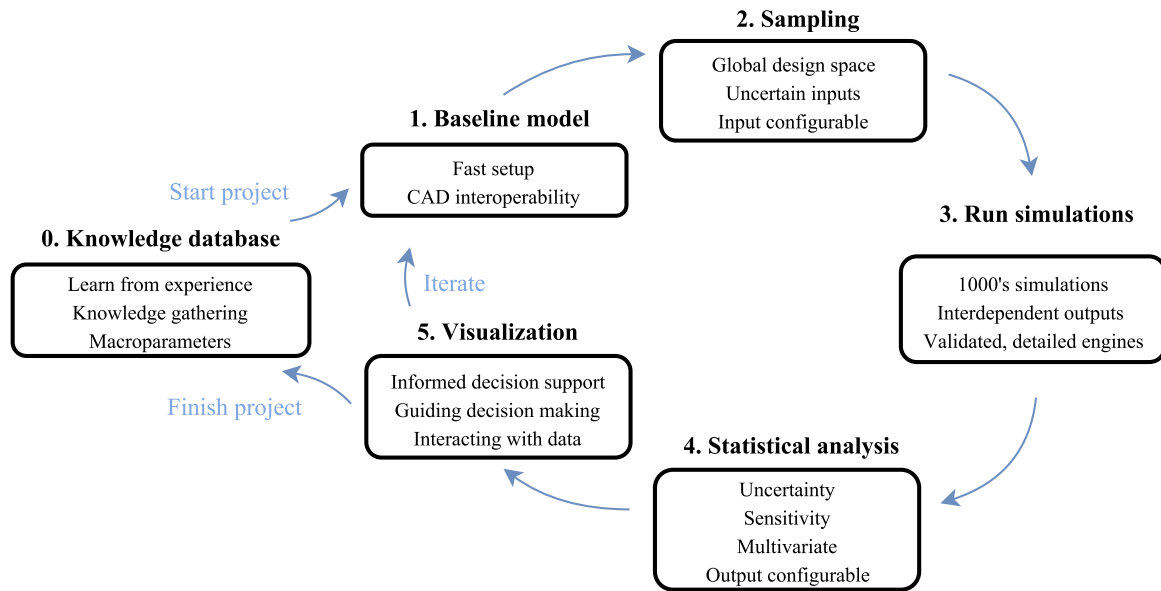 2. Sampling
Global design space
Uncertain inputs
Input configurable
1. Baseline model
Fast setup
CAD interoperability
Start project
0. Knowledge database
Learn from experience
Knowledge gathering
Macroparameters
3. Run simulations
1000's simulations
Interdependent outputs
Validated, detailed engines
Iterate
5. Visualization
Informed decision support
Guiding decision making
Interacting with data
Finish project
4. Statistical analysis
Uncertainty
Sensitivity
Multivariate
Output configurable